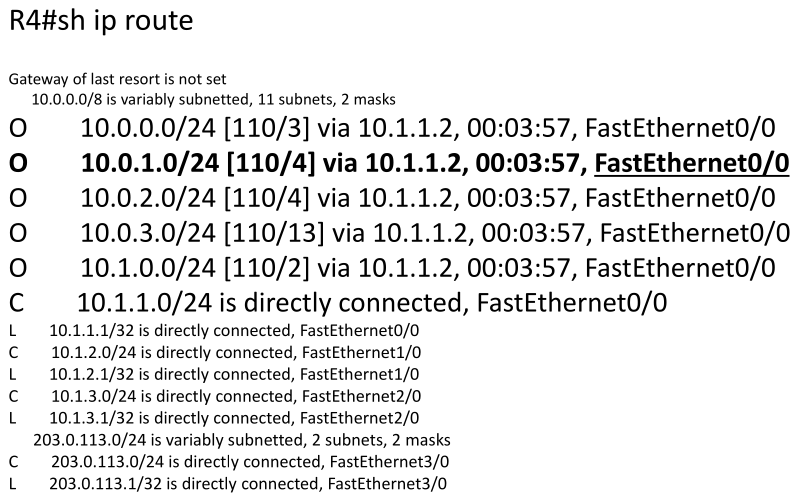 R4#sh ip route
Gateway of last resort is not set
10.0.0.0/8 is variably subnetted, 11 subnets, 2 masks
O 10.0.0.0/24 [110/3] via 10.1.1.2, 00:03:57, FastEthernet0/0
O 10.0.1.0/24 [110/4] via 10.1.1.2, 00:03:57, FastEthernet0/0
O 10.0.2.0/24 [110/4] via 10.1.1.2, 00:03:57, FastEthernet0/0
O 10.0.3.0/24 [110/13] via 10.1.1.2, 00:03:57, FastEthernet0/0
O 10.1.0.0/24 [110/2] via 10.1.1.2, 00:03:57, FastEthernet0/0
C 10.1.1.0/24 is directly connected, FastEthernet0/0
L 10.1.1.1/32 is directly connected, FastEthernet0/0
C 10.1.2.0/24 is directly connected, FastEthernet1/0
L 10.1.2.1/32 is directly connected, FastEthernet1/0
C 10.1.3.0/24 is directly connected, FastEthernet2/0
L 10.1.3.1/32 is directly connected, FastEthernet2/0
203.0.113.0/24 is variably subnetted, 2 subnets, 2 masks
C 203.0.113.0/24 is directly connected, FastEthernet3/0
L 203.0.113.1/32 is directly connected, FastEthernet3/0